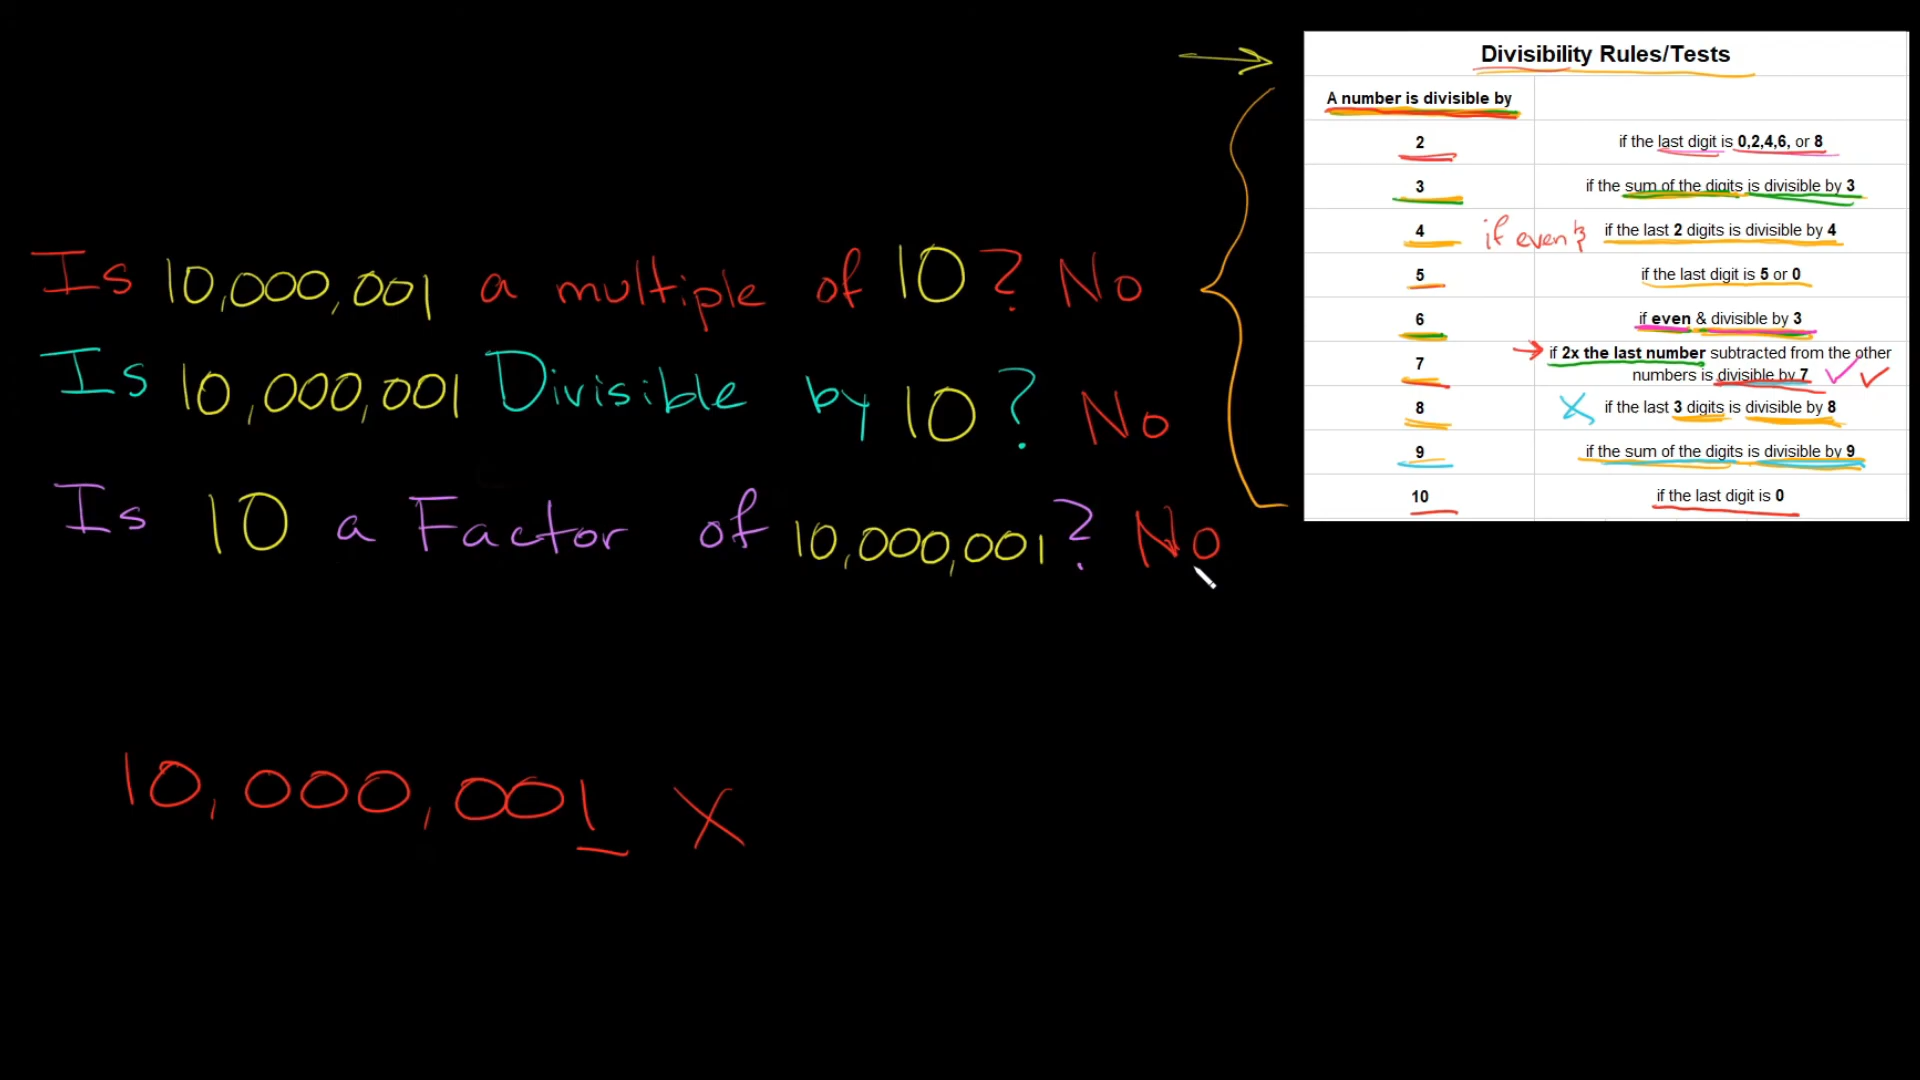 Divisibility Rules/Tests
A number is divisible by
2 if the last digit is 0,2,4,6, or 8
3 if the sum of the digits is divisible by 3
4 if even & if the last 2 digits is divisible by 4
5 if the last digit is 5 or 0
6 if even & divisible by 3
7 if 2x the last number subtracted from the other
numbers is divisible by 7
8 if the last 3 digits is divisible by 8
9 if the sum of the digits is divisible by 9
10 if the last digit is 0
Is 10,000,001 a multiple of 10? No
Is 10,000,001 Divisible by 10? No
Is 10 a Factor of 10,000,001? No
10,000,001 X